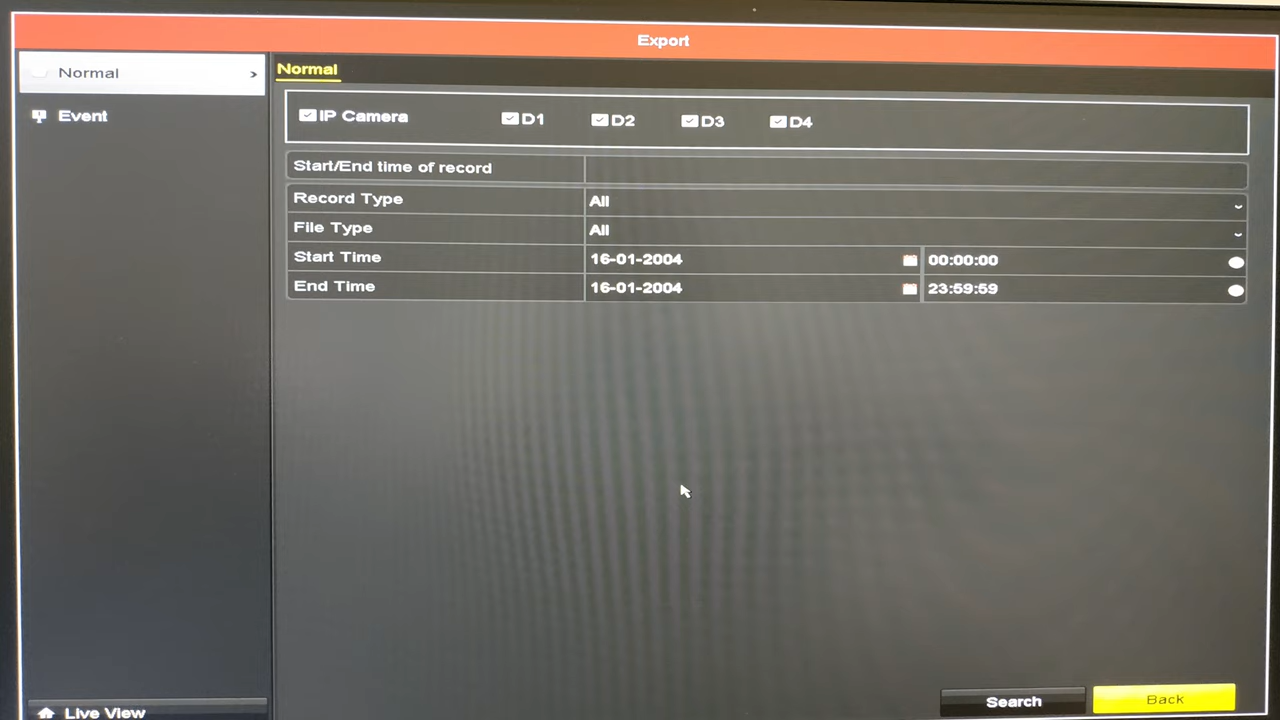 Export
Normal
Event
Normal
IP Camera D1 D2 D3 D4
Start/End time of record
Record Type All
File Type All
Start Time 16-01-2004 00:00:00
End Time 16-01-2004 23:59:59
Search Back
Live View